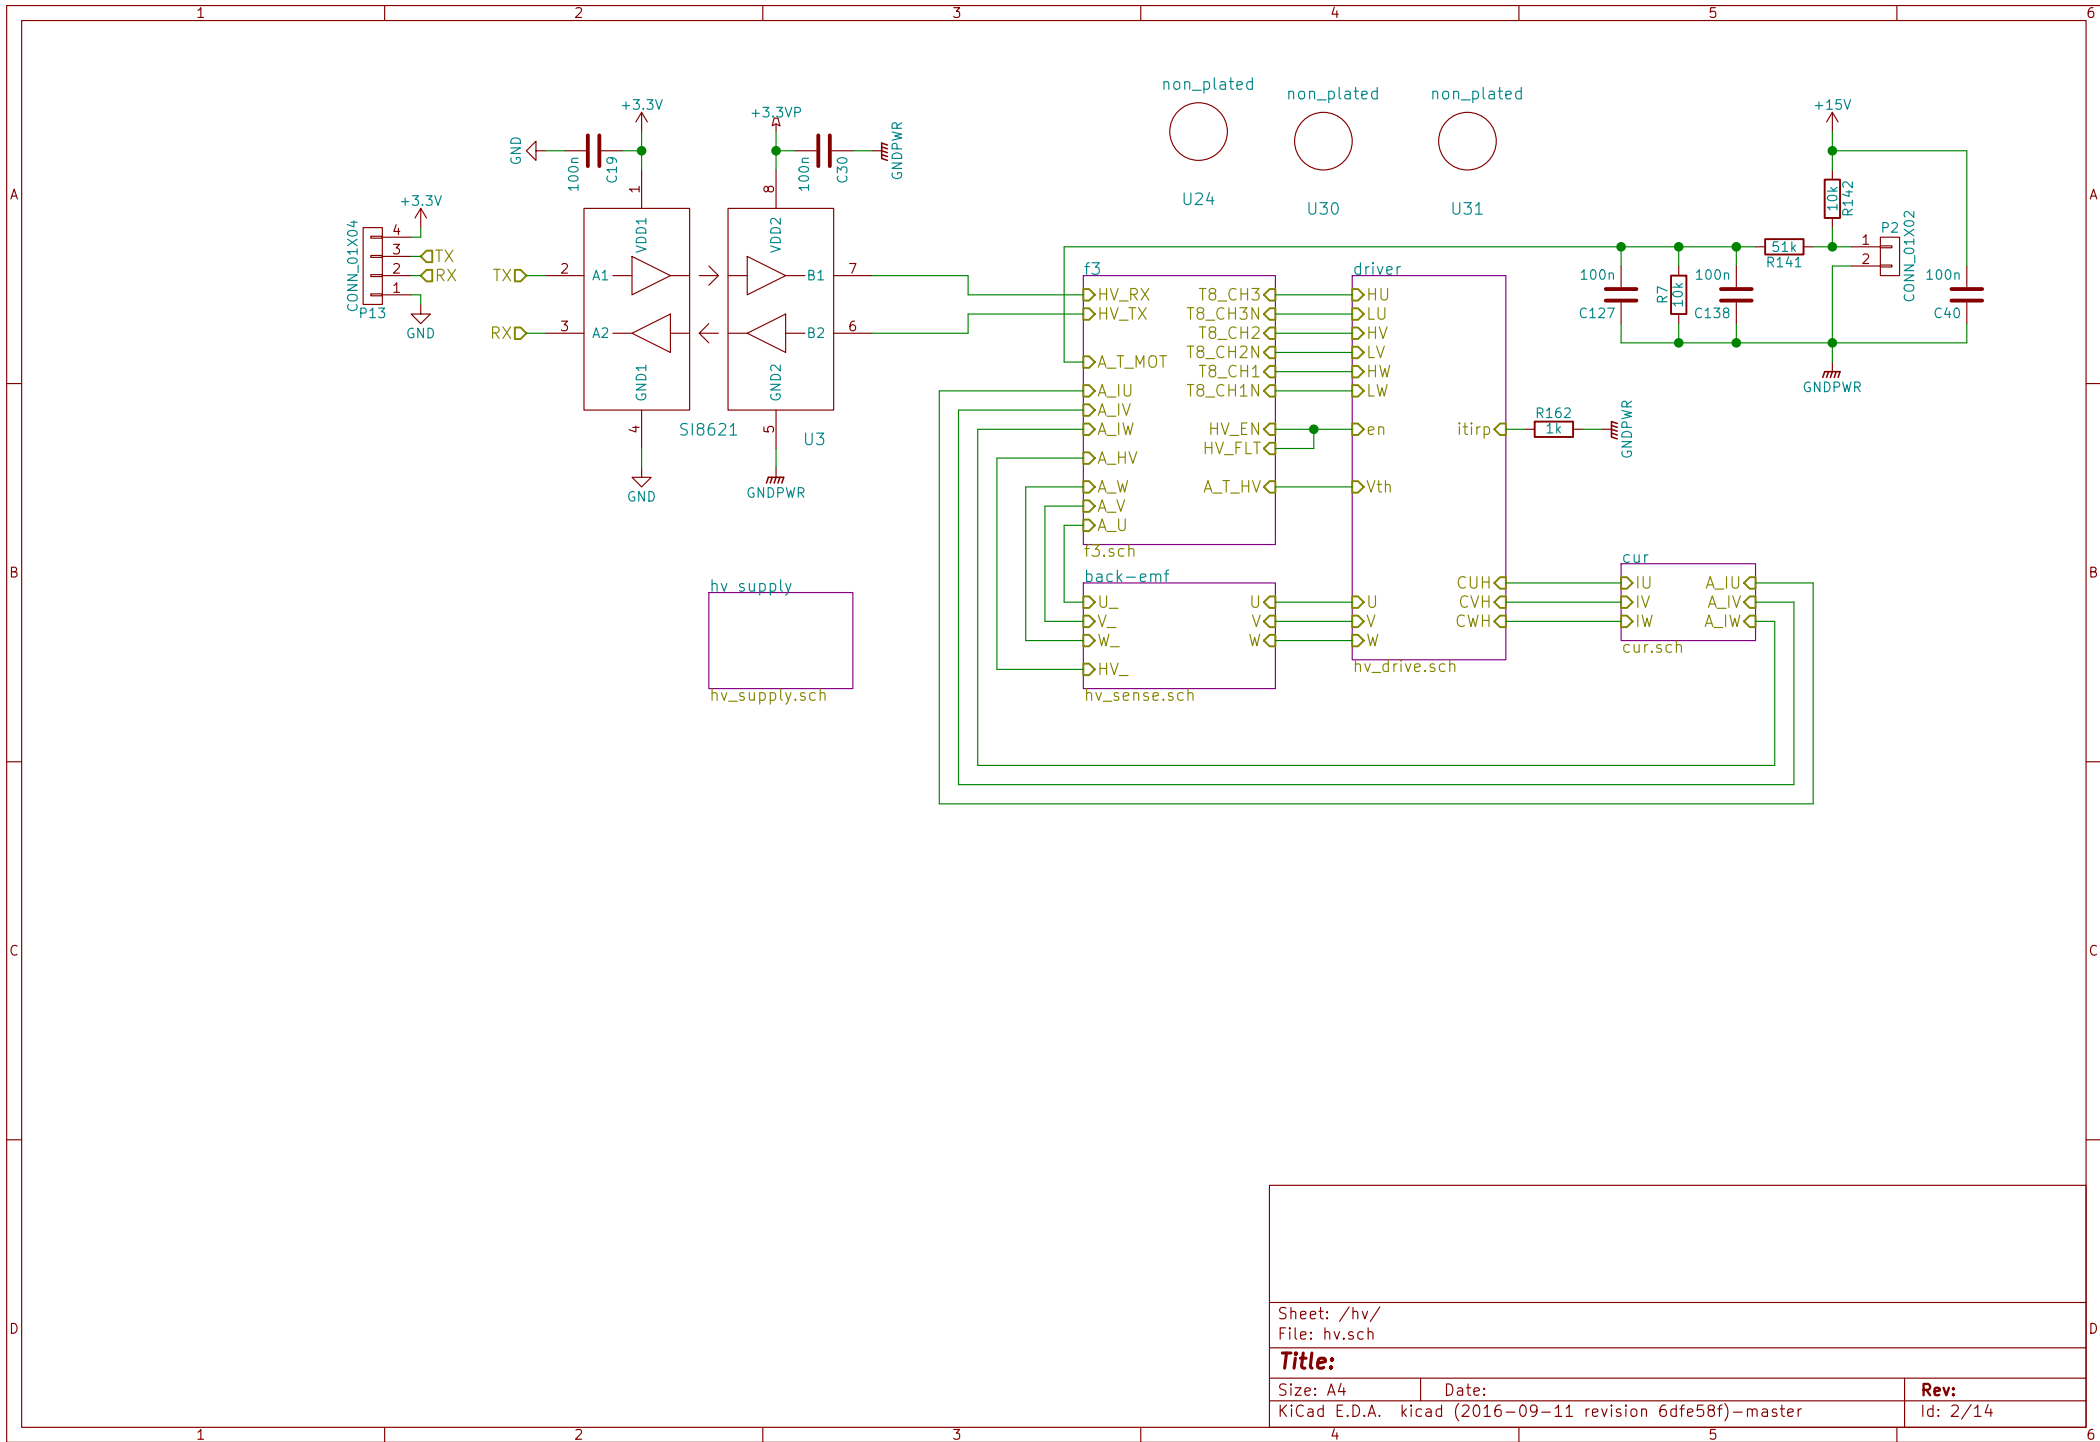 1 2 3 4 5 6
A
B
C
D
A
B
C
D
1 2 3 4 5 6
+3.3V
GND
100n
C19
+3.3VP
100n
C30
GNDPWR
+3.3V
CONN_01X04
P13
4
3
2
1
TX
RX
GND
TX
RX
2
3
1
VDD1
A1
A2
GND1
4
GND
SI8621
8
VDD2
B1
B2
GND2
5
GNDPWR
U3
7
6
non_plated
U24
non_plated
U30
non_plated
U31
f3
HV_RX
HV_TX
A_T_MOT
A_IU
A_IV
A_IW
A_HV
A_W
A_V
A_U
T8_CH3
T8_CH3N
T8_CH2
T8_CH2N
T8_CH1
T8_CH1N
HV_EN
HV_FLT
A_T_HV
f3.sch
driver
HU
LU
HV
LV
HW
LW
en
Vth
U
V
W
itirp
CUH
CVH
CWH
hv_drive.sch
R162
1k
GNDPWR
back-emf
U_
V_
W_
HV_
U
V
W
hv_sense.sch
hv_supply
hv_supply.sch
cur
IU
IV
IW
A_IU
A_IV
A_IW
cur.sch
+15V
10k
R142
51k
R141
P2
1
2
CONN_01X02
100n
C127
R7
10k
100n
C138
100n
C40
GNDPWR
Sheet: /hv/
File: hv.sch
Title:
Size: A4 Date: Rev:
KiCad E.D.A. kicad (2016-09-11 revision 6dfe58f)-master Id: 2/14